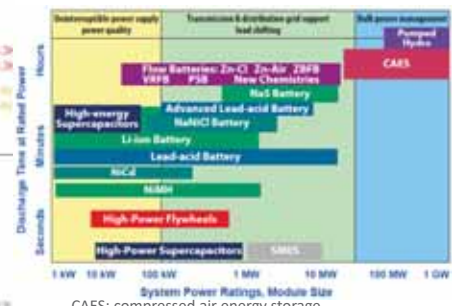 Uninterruptible power supply
power quality
Transmission & distribution grid support
load shifting
Bulk power management
Pumped
Hydro
CAES
Flow Batteries: Zn-Cl Zn-Air ZBFB
VRFB PSB New Chemistries
NaS Battery
High-energy
Supercapacitors
Advanced Lead-acid Battery
NaNiCl Battery
Li-ion Battery
Lead-acid Battery
NiCd
NiMH
High-Power Flywheels
High-Power Supercapacitors
SMES
Discharge Time at Rated Power
Hours
Minutes
Seconds
1 kW 10 kW 100 kW 1 MW 10 MW 100 MW 1 GW
System Power Ratings, Module Size
CAES: compressed air energy storage